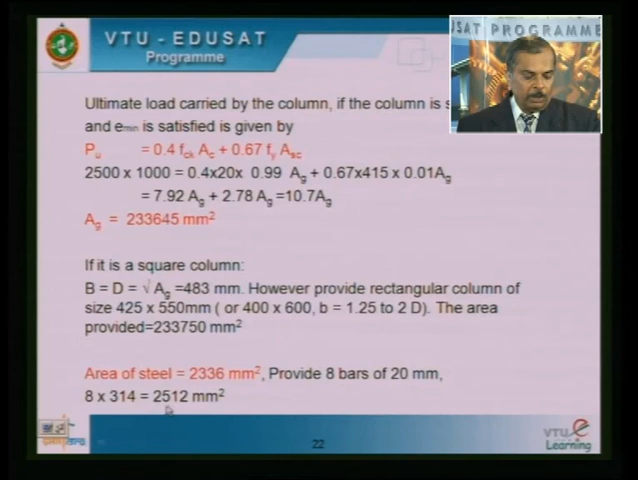 VTU - EDUSAT
Programme
USAT PROGRAMME
Ultimate load carried by the column, if the column is s
and emin is satisfied is given by
Pu = 0.4 fck Ac + 0.67 fy Asc
2500 x 1000 = 0.4x20x 0.99 Ag + 0.67x415 x 0.01Ag
= 7.92 Ag + 2.78 Ag =10.7Ag
Ag = 233645 mm²
If it is a square column:
B = D = √ Ag =483 mm. However provide rectangular column of
size 425 x 550mm ( or 400 x 600, b = 1.25 to 2 D). The area
provided=233750 mm²
Area of steel = 2336 mm², Provide 8 bars of 20 mm,
8 x 314 = 2512 mm²
22
VTU e
Learning